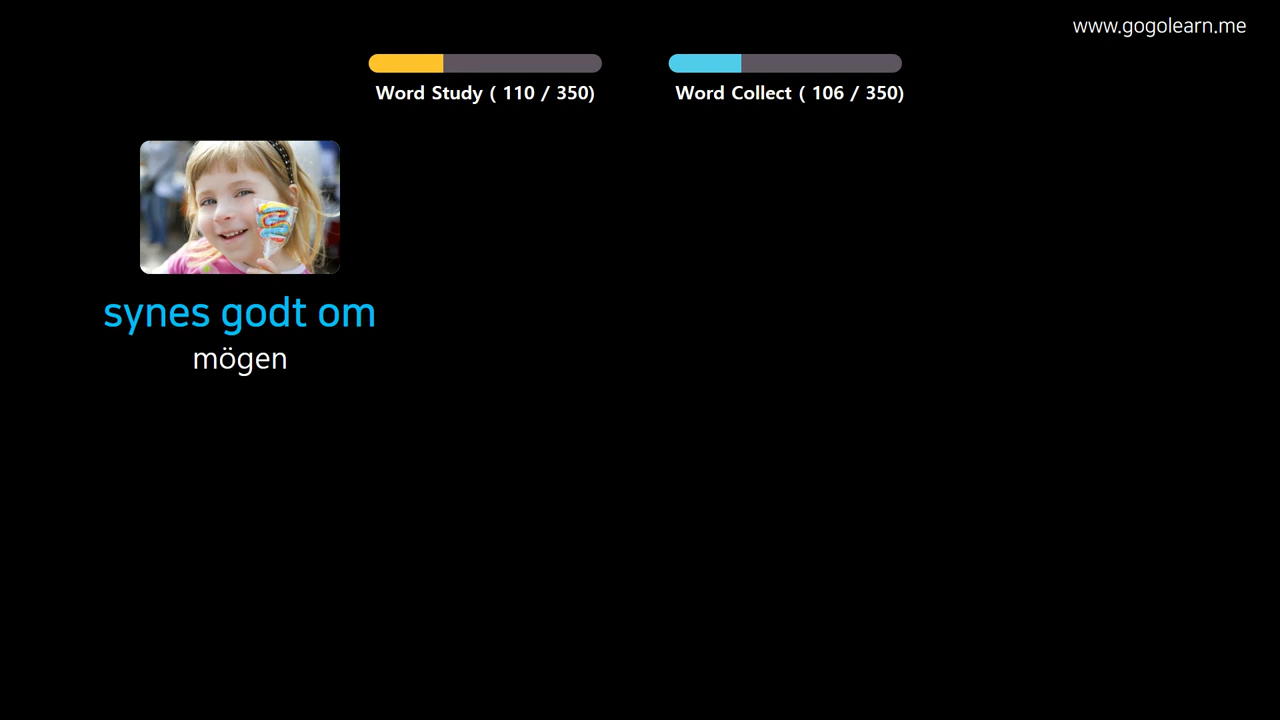 www.gogolearn.me
Word Study ( 110 / 350)
Word Collect ( 106 / 350)
synes godt om
mögen